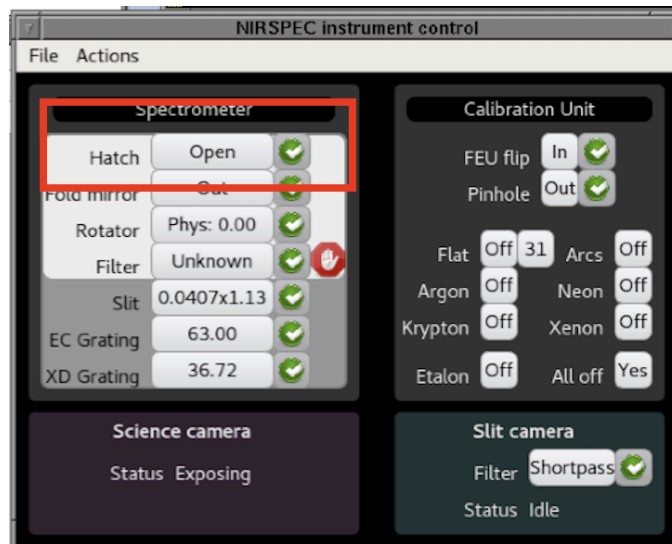 NIRSPEC instrument control
File Actions
Spectrometer
Hatch Open
Fold mirror Out
Rotator Phys: 0.00
Filter Unknown
Slit 0.0407x1.13
EC Grating 63.00
XD Grating 36.72
Calibration Unit
FEU flip In
Pinhole Out
Flat Off 31 Arcs Off
Argon Off Neon Off
Krypton Off Xenon Off
Etalon Off All off Yes
Science camera
Status Exposing
Slit camera
Filter Shortpass
Status Idle